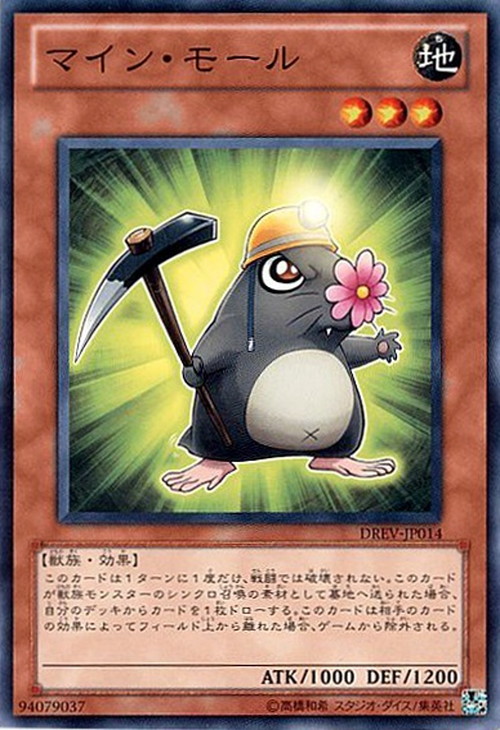 マイン・モール
地
DREV-JP014
【獣族・効果】
このカードは1ターンに1度だけ、戦闘では破壊されない。このカード
が獣族モンスターのシンクロ召喚の素材として墓地へ送られた場合、
自分のデッキからカードを1枚ドローする。このカードは相手のカード
の効果によってフィールド上から離れた場合、ゲームから除外される。
ATK/1000 DEF/1200
94079037 ©高橋和希 スタジオ・ダイス/集英社